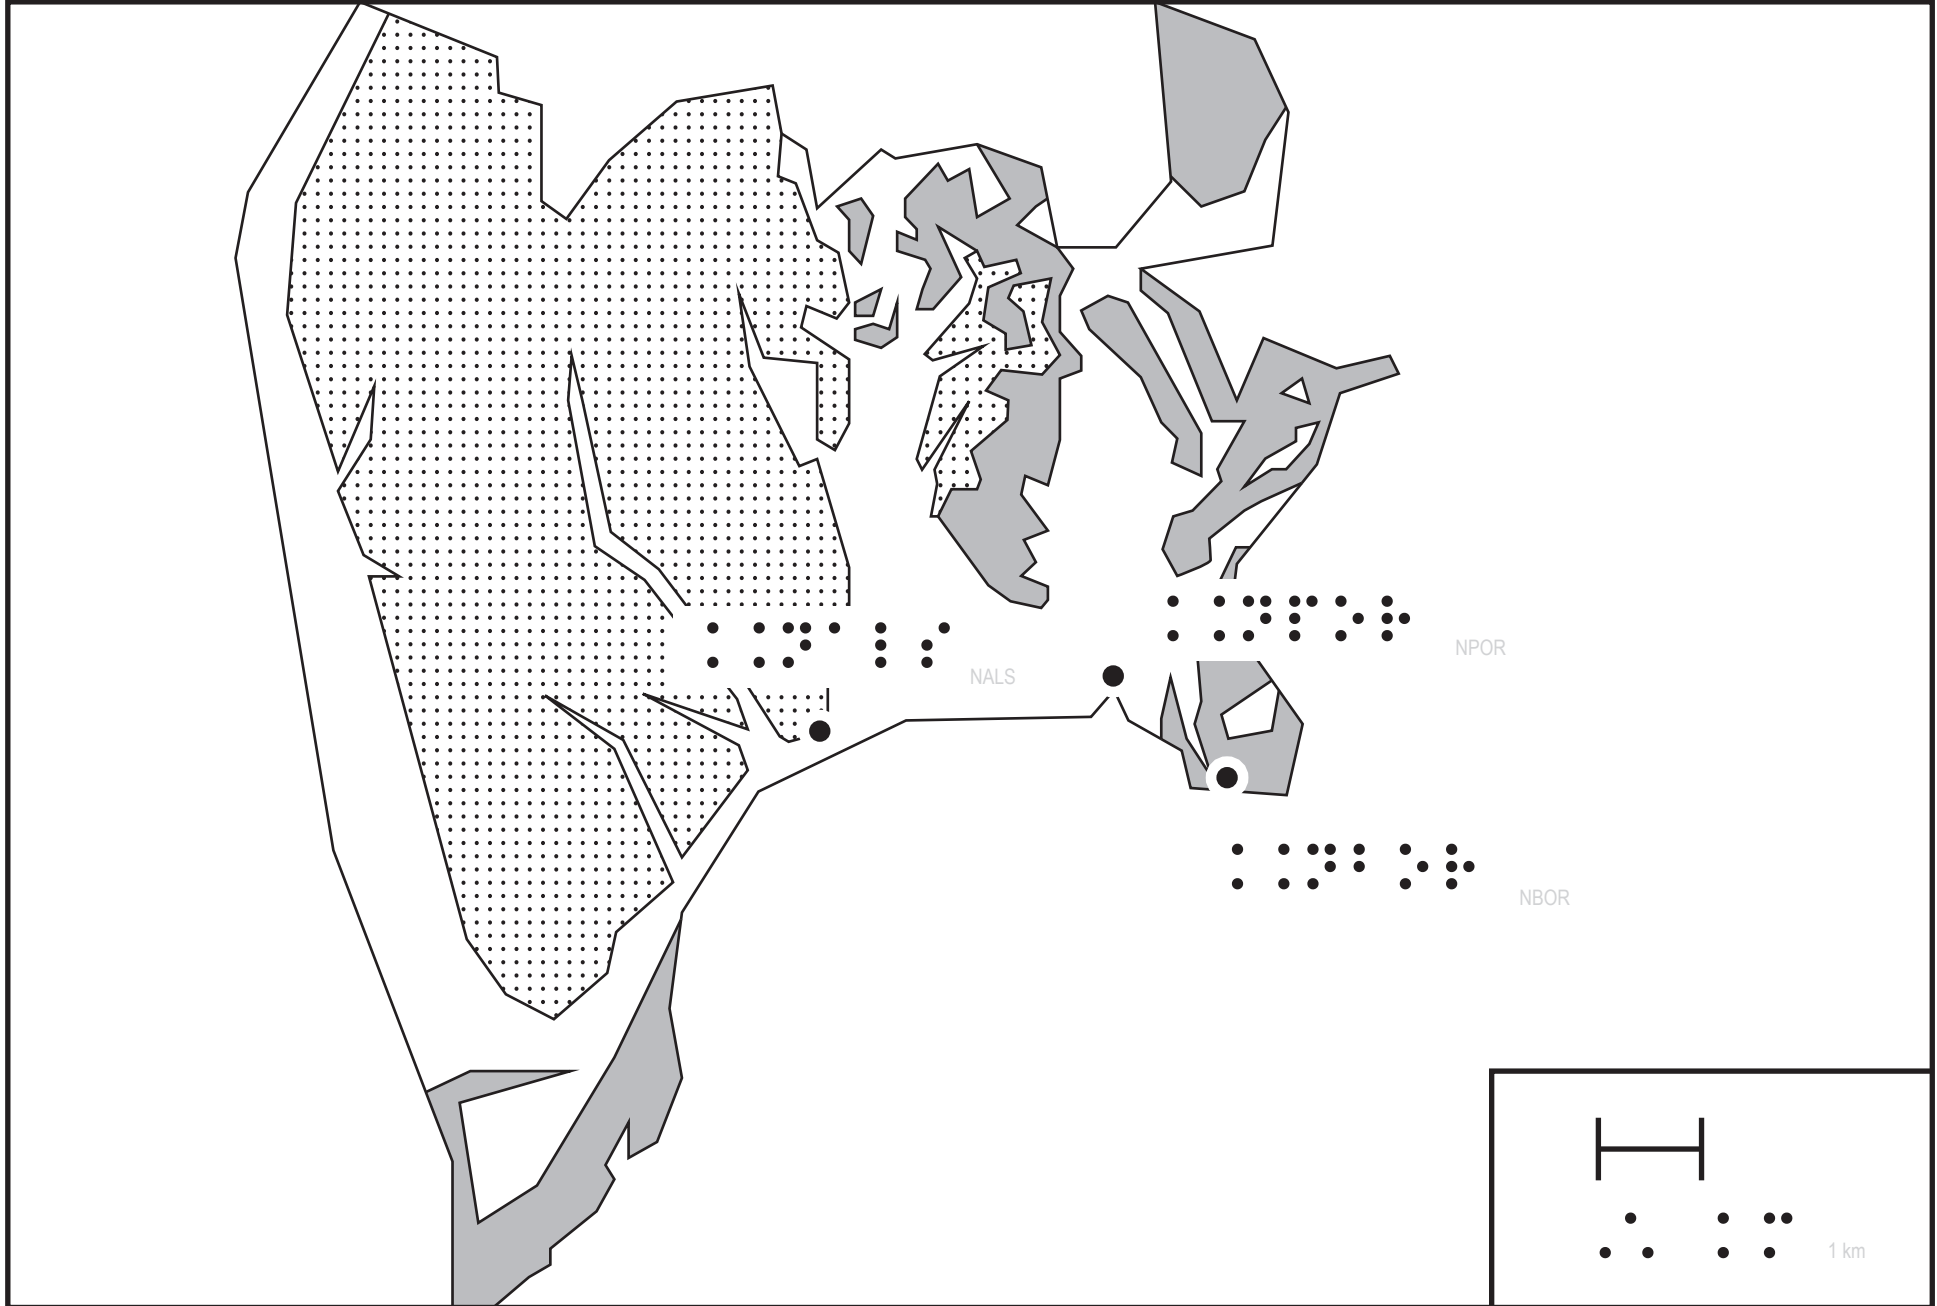 ⠨⠨⠝⠏⠕⠗ NPOR
⠨⠨⠝⠁⠇⠎ NALS
⠨⠨⠝⠃⠕⠗ NBOR
⠠⠡ ⠅⠍ 1 km